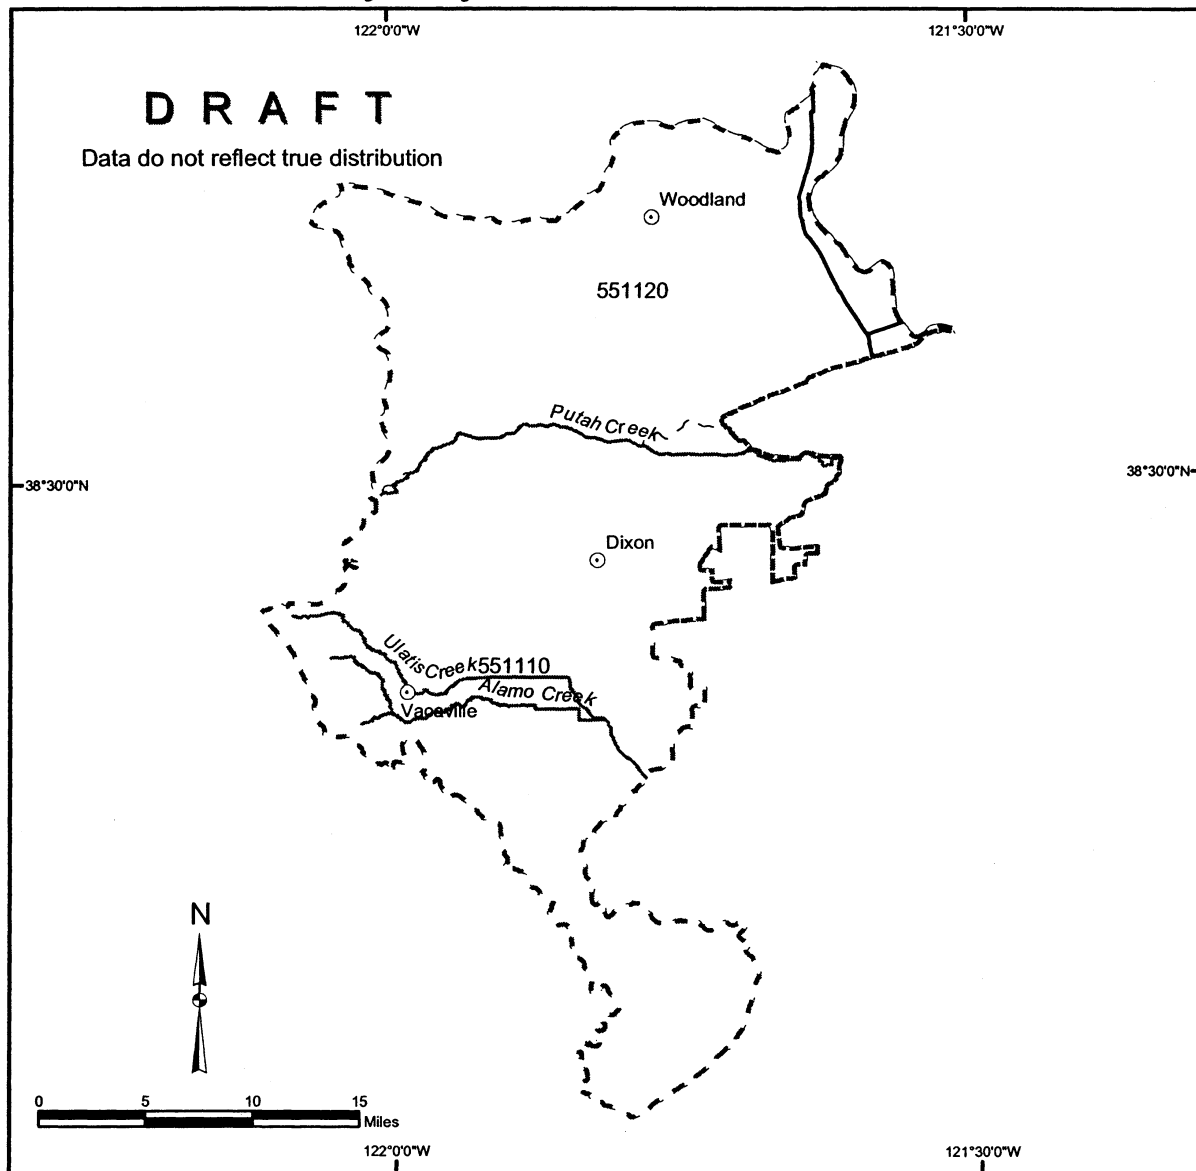 122°0'0"W
121°30'0"W
D R A F T
Data do not reflect true distribution
Woodland
551120
Putah Creek
38°30'0"N
38°30'0"N
Dixon
Ulatis Creek
551110
Alamo Creek
Vacaville
N
0 5 10 15
Miles
122°0'0"W
121°30'0"W